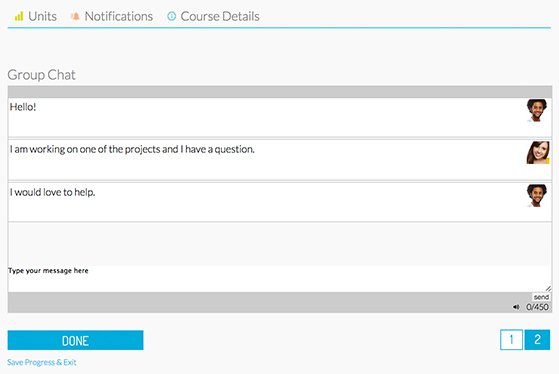 Units Notifications Course Details
Group Chat
Hello!
I am working on one of the projects and I have a question.
I would love to help.
Type your message here
send
0/450
DONE 1 2
Save Progress & Exit